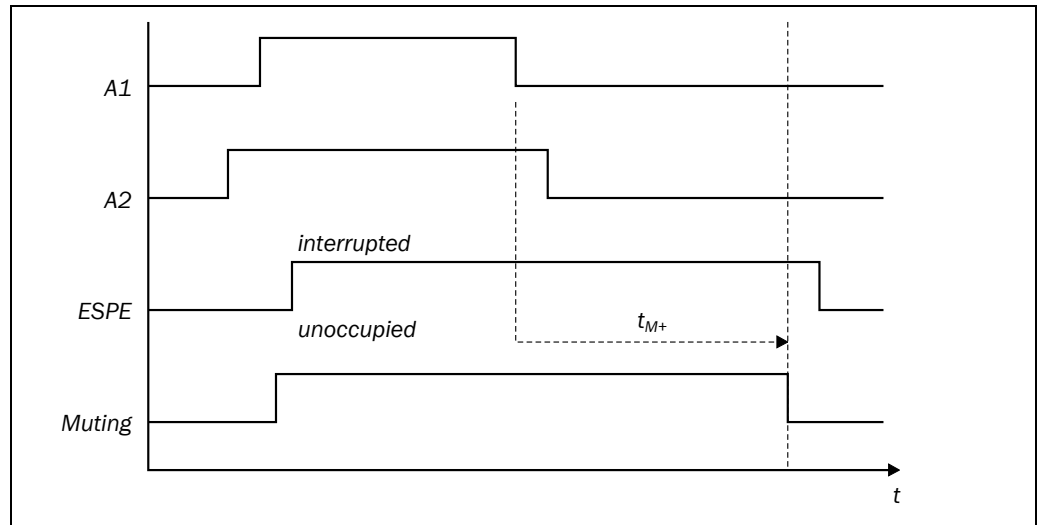 A1
A2
interrupted
ESPE
unoccupied
tM+
Muting
t